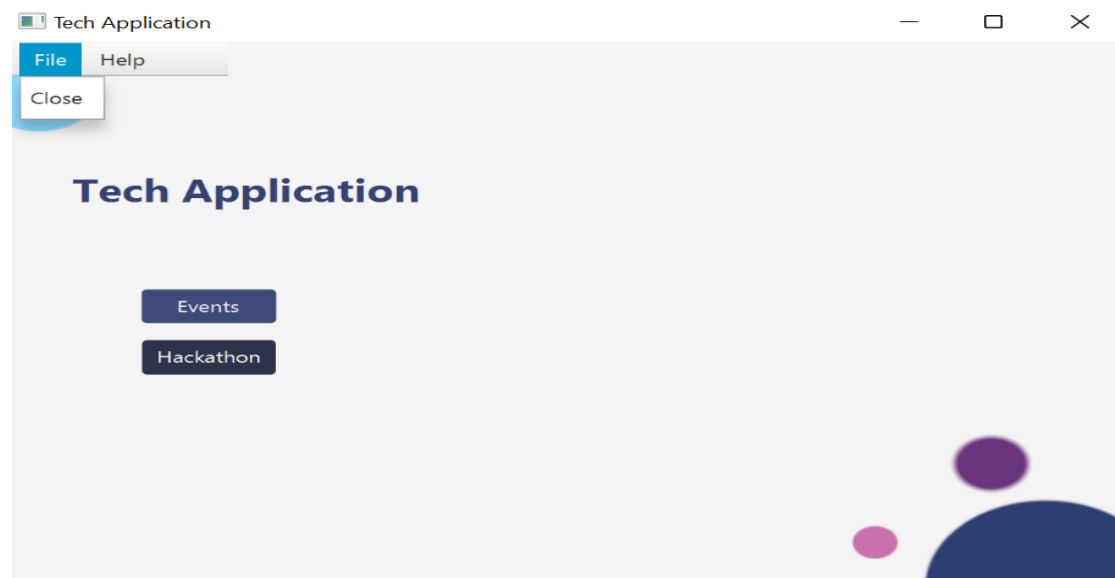 Tech Application
File Help
Close
Tech Application
Events
Hackathon